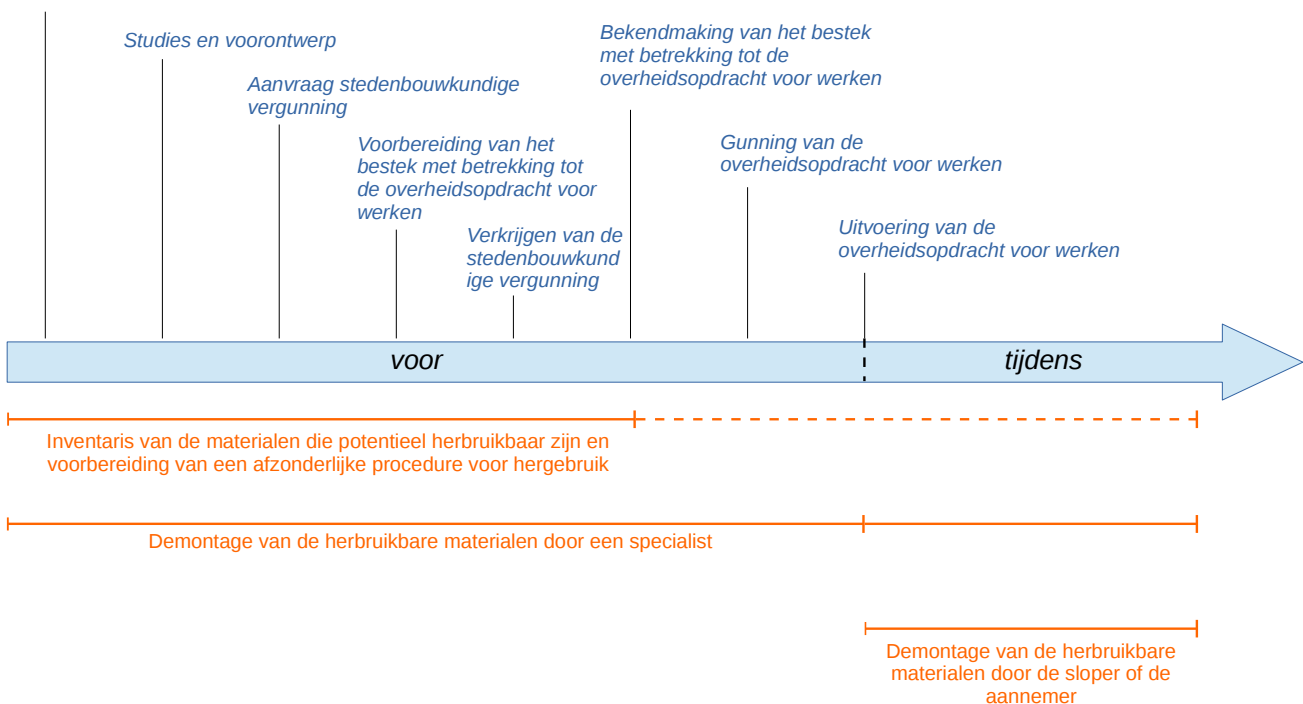 Studies en voorontwerp
Aanvraag stedenbouwkundige
vergunning
Voorbereiding van het
bestek met betrekking tot
de overheidsopdracht voor
werken
Verkrijgen van de
stedenbouwkund
ige vergunning
Bekendmaking van het bestek
met betrekking tot de
overheidsopdracht voor werken
Gunning van de
overheidsopdracht voor werken
Uitvoering van de
overheidsopdracht voor werken
voor
tijdens
Inventaris van de materialen die potentieel herbruikbaar zijn en
voorbereiding van een afzonderlijke procedure voor hergebruik
Demontage van de herbruikbare materialen door een specialist
Demontage van de herbruikbare
materialen door de sloper of de
aannemer